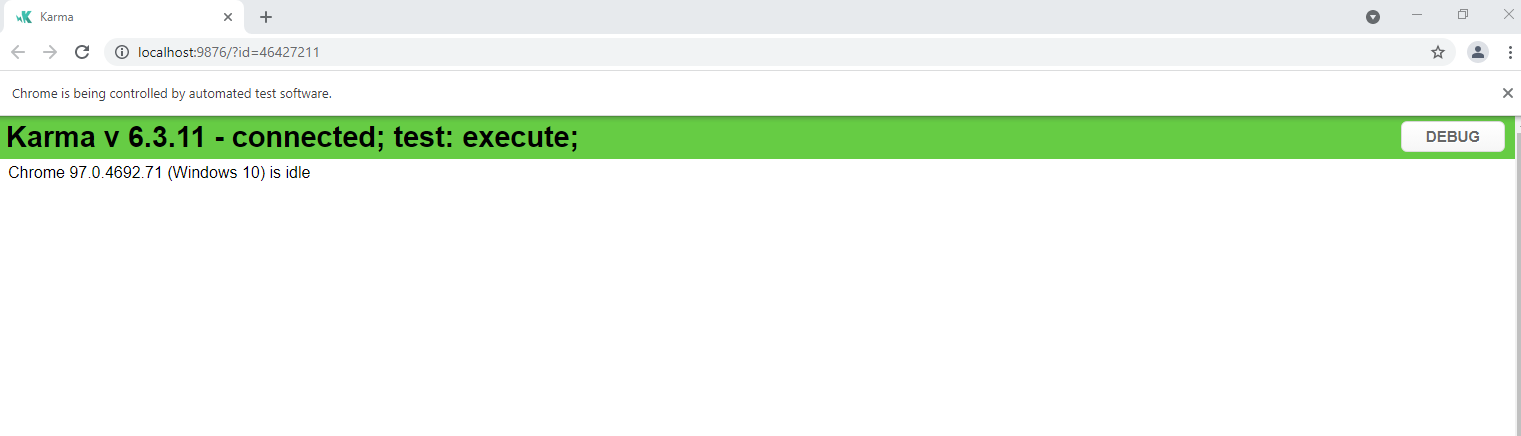 Karma
localhost:9876/?id=46427211
Chrome is being controlled by automated test software.
Karma v 6.3.11 - connected; test: execute;
DEBUG
Chrome 97.0.4692.71 (Windows 10) is idle